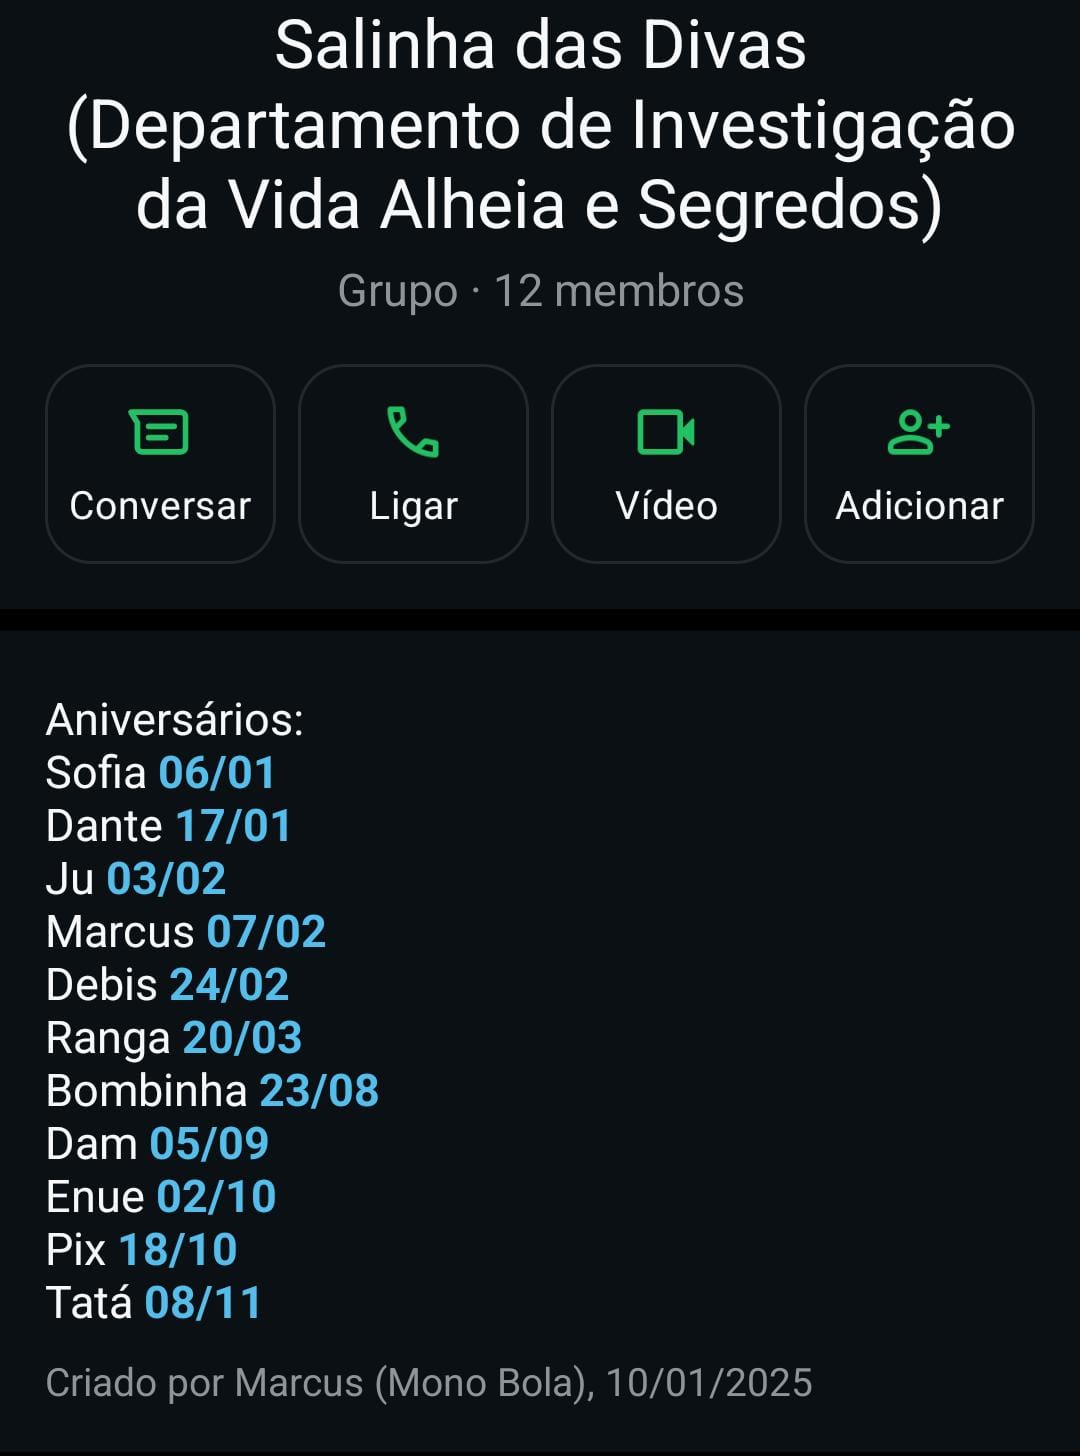 Salinha das Divas
(Departamento de Investigação
da Vida Alheia e Segredos)
Grupo · 12 membros
Conversar
Ligar
Vídeo
Adicionar
Aniversários:
Sofia 06/01
Dante 17/01
Ju 03/02
Marcus 07/02
Debis 24/02
Ranga 20/03
Bombinha 23/08
Dam 05/09
Enue 02/10
Pix 18/10
Tatá 08/11
Criado por Marcus (Mono Bola), 10/01/2025